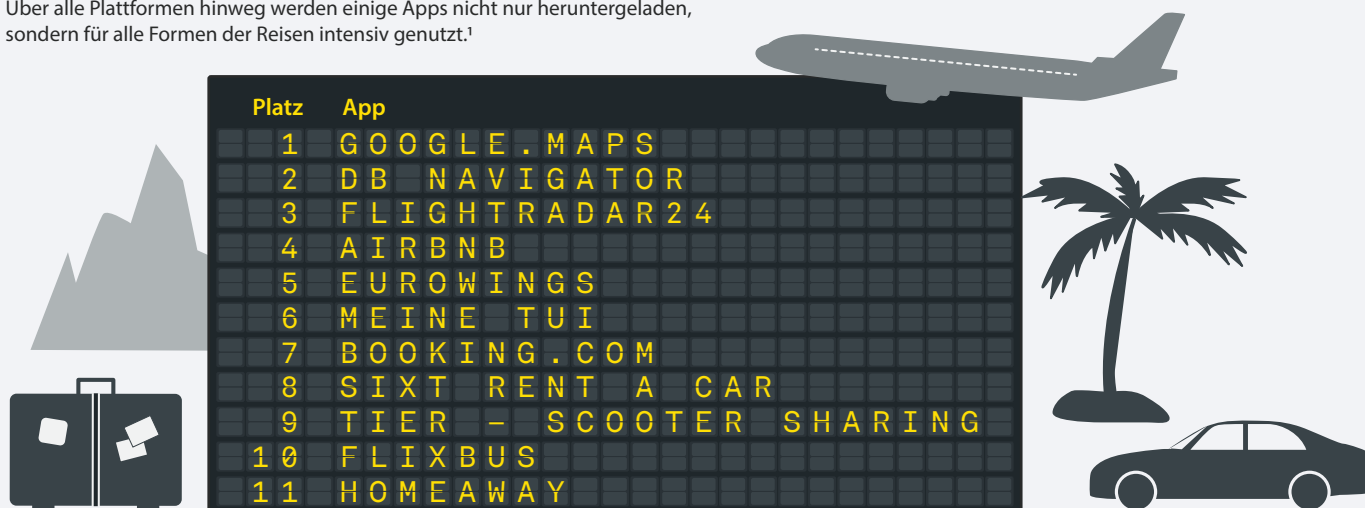 Über alle Plattformen hinweg werden einige Apps nicht nur heruntergeladen,
sondern für alle Formen der Reisen intensiv genutzt.¹
Platz App
1 GOOGLE.MAPS
2 DB NAVIGATOR
3 FLIGHTRADAR24
4 AIRBNB
5 EUROWINGS
6 MEINE TUI
7 BOOKING.COM
8 SIXT RENT A CAR
9 TIER – SCOOTER SHARING
10 FLIXBUS
11 HOMEAWAY